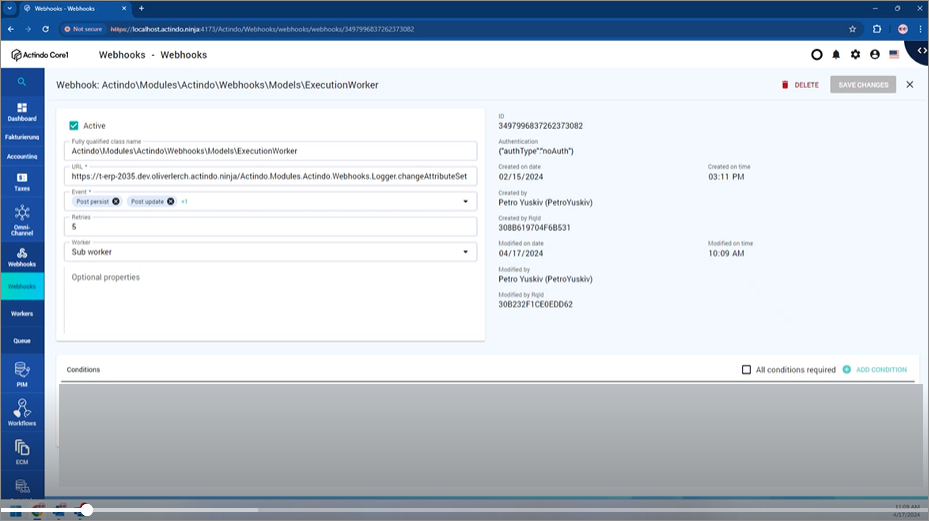 Webhooks - Webhooks
Not secure https://localhost.actindo.ninja:4173/Actindo/Webhooks/webhooks/webhooks/3497996837262373082
Actindo Core1
Webhooks - Webhooks
Webhook: Actindo\Modules\Actindo\Webhooks\Models\ExecutionWorker
DELETE
SAVE CHANGES
Dashboard
Fakturierung
Accounting
Taxes
Omni-
Channel
Webhooks
Webhooks
Workers
Queue
PIM
Workflows
ECM
Active
Fully qualified class name
Actindo\Modules\Actindo\Webhooks\Models\ExecutionWorker
URL *
https://t-erp-2035.dev.oliverlerch.actindo.ninja/Actindo.Modules.Actindo.Webhooks.Logger.changeAttributeSet
Event *
Post persist Post update +1
Retries
5
Worker
Sub worker
Optional properties
ID
3497996837262373082
Authentication
{"authType":"noAuth"}
Created on date
02/15/2024
Created on time
03:11 PM
Created by
Petro Yuskiv (PetroYuskiv)
Created by RqId
308B619704F6B531
Modified on date
04/17/2024
Modified on time
10:09 AM
Modified by
Petro Yuskiv (PetroYuskiv)
Modified by RqId
30B232F1CE0EDD62
Conditions
All conditions required
ADD CONDITION
11:09 AM
4/17/2024